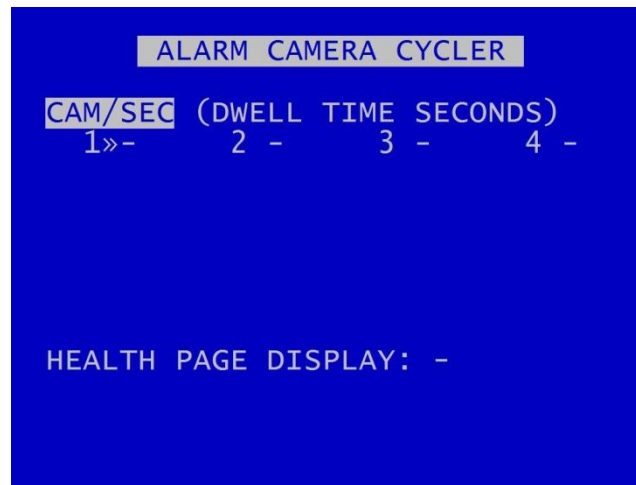 ALARM CAMERA CYCLER
CAM/SEC (DWELL TIME SECONDS)
1»- 2 - 3 - 4 -
HEALTH PAGE DISPLAY: -